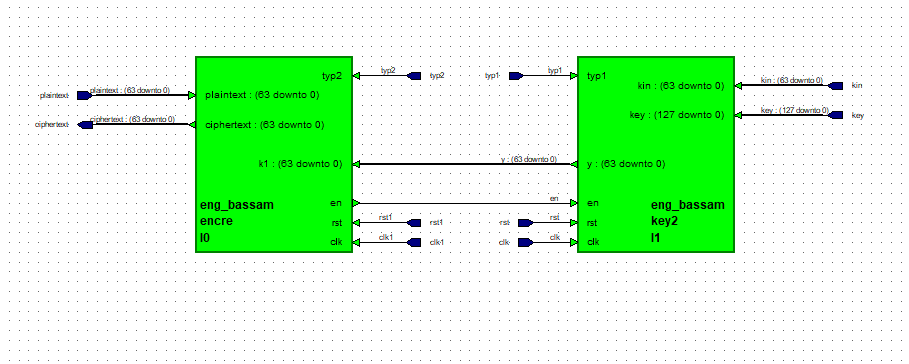 typ2
typ2
typ2
typ1
typ1
typ1
kin : (63 downto 0)
kin : (63 downto 0)
kin
plaintext
plaintext : (63 downto 0)
plaintext : (63 downto 0)
key : (127 downto 0)
key : (127 downto 0)
key
ciphertext
ciphertext : (63 downto 0)
ciphertext : (63 downto 0)
k1 : (63 downto 0)
y : (63 downto 0)
y : (63 downto 0)
eng_bassam
encre
I0
en
en
en
eng_bassam
key2
I1
rst
rst1
rst1
rst
rst
rst
clk
clk1
clk1
clk
clk
clk